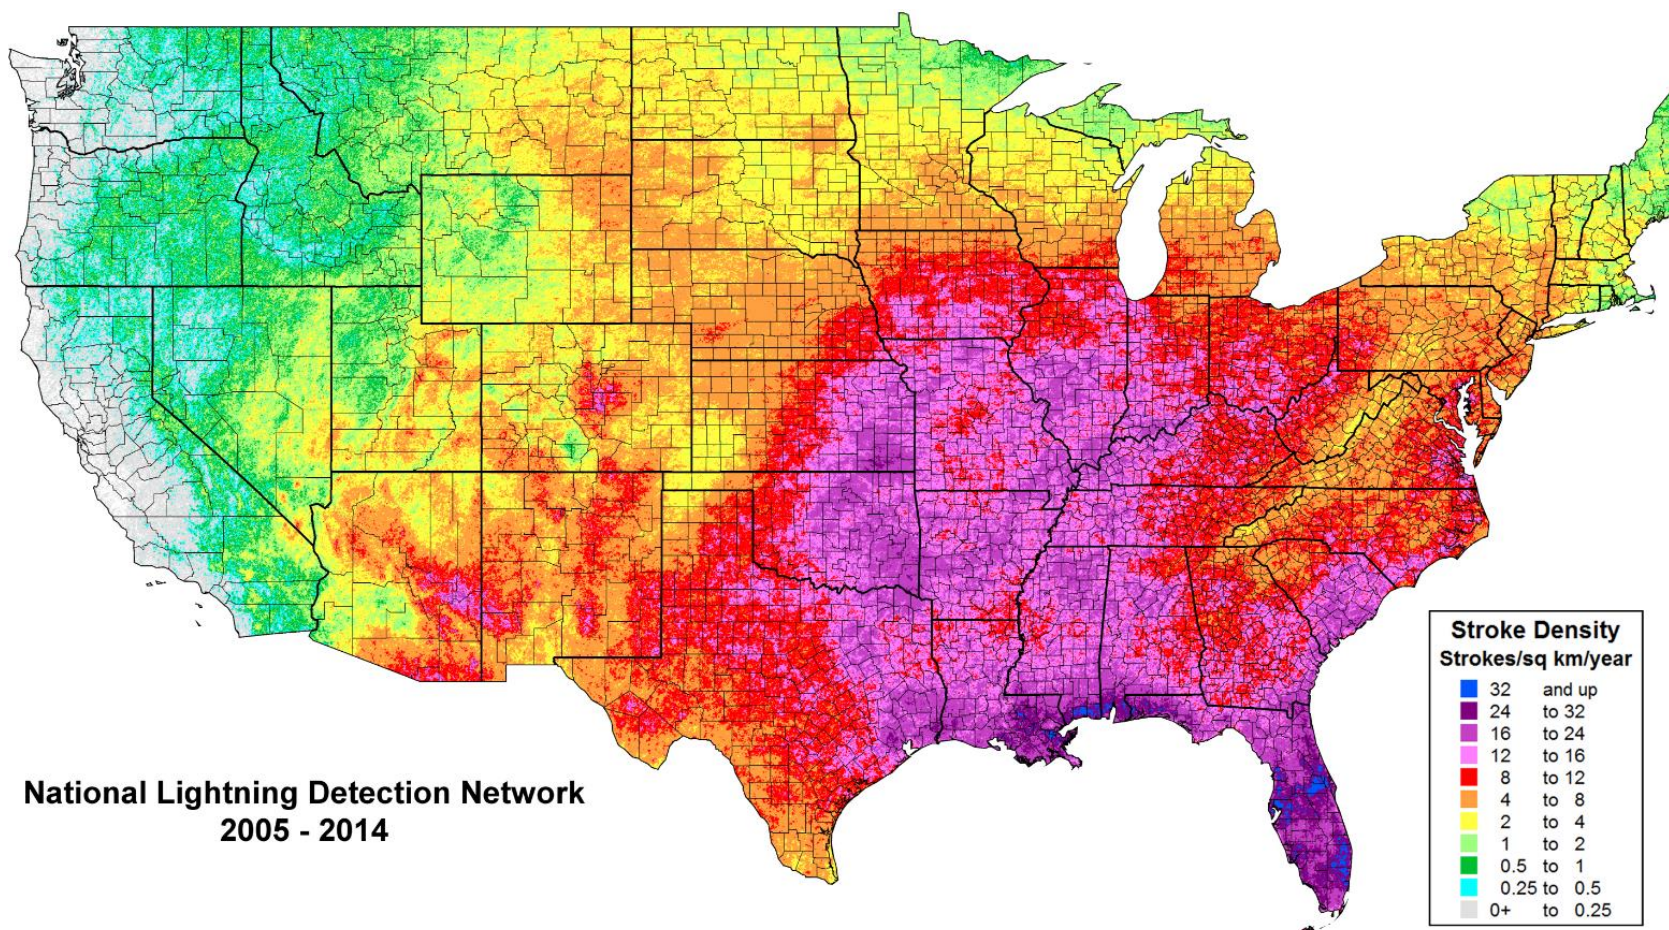 National Lightning Detection Network
2005 - 2014
Stroke Density
Strokes/sq km/year
32 and up
24 to 32
16 to 24
12 to 16
8 to 12
4 to 8
2 to 4
1 to 2
0.5 to 1
0.25 to 0.5
0+ to 0.25